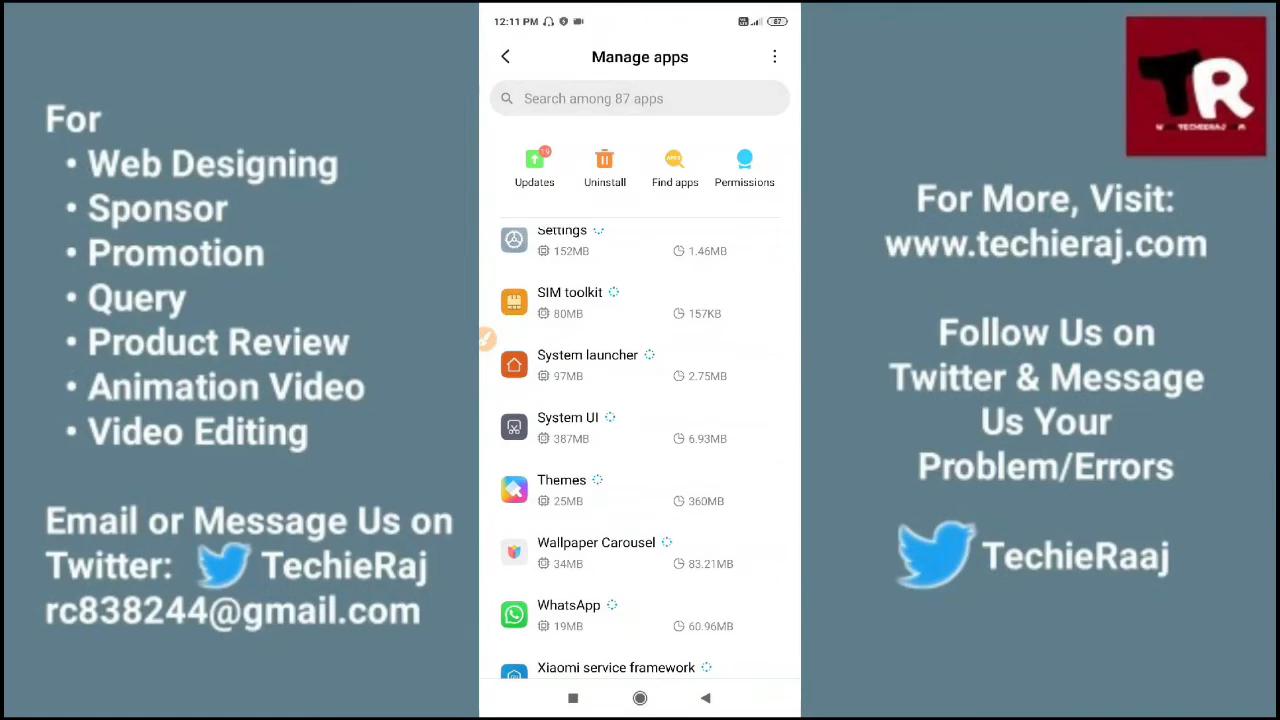 For
• Web Designing
• Sponsor
• Promotion
• Query
• Product Review
• Animation Video
• Video Editing
Email or Message Us on
Twitter: TechieRaj
rc838244@gmail.com
12:11 PM 87
Manage apps
Search among 87 apps
19
APPS
Updates Uninstall Find apps Permissions
Settings
152MB 1.46MB
SIM toolkit
80MB 157KB
System launcher
97MB 2.75MB
System UI
387MB 6.93MB
Themes
25MB 360MB
Wallpaper Carousel
34MB 83.21MB
WhatsApp
19MB 60.96MB
Xiaomi service framework
TR
For More, Visit:
www.techieraj.com
Follow Us on
Twitter & Message
Us Your
Problem/Errors
TechieRaaj